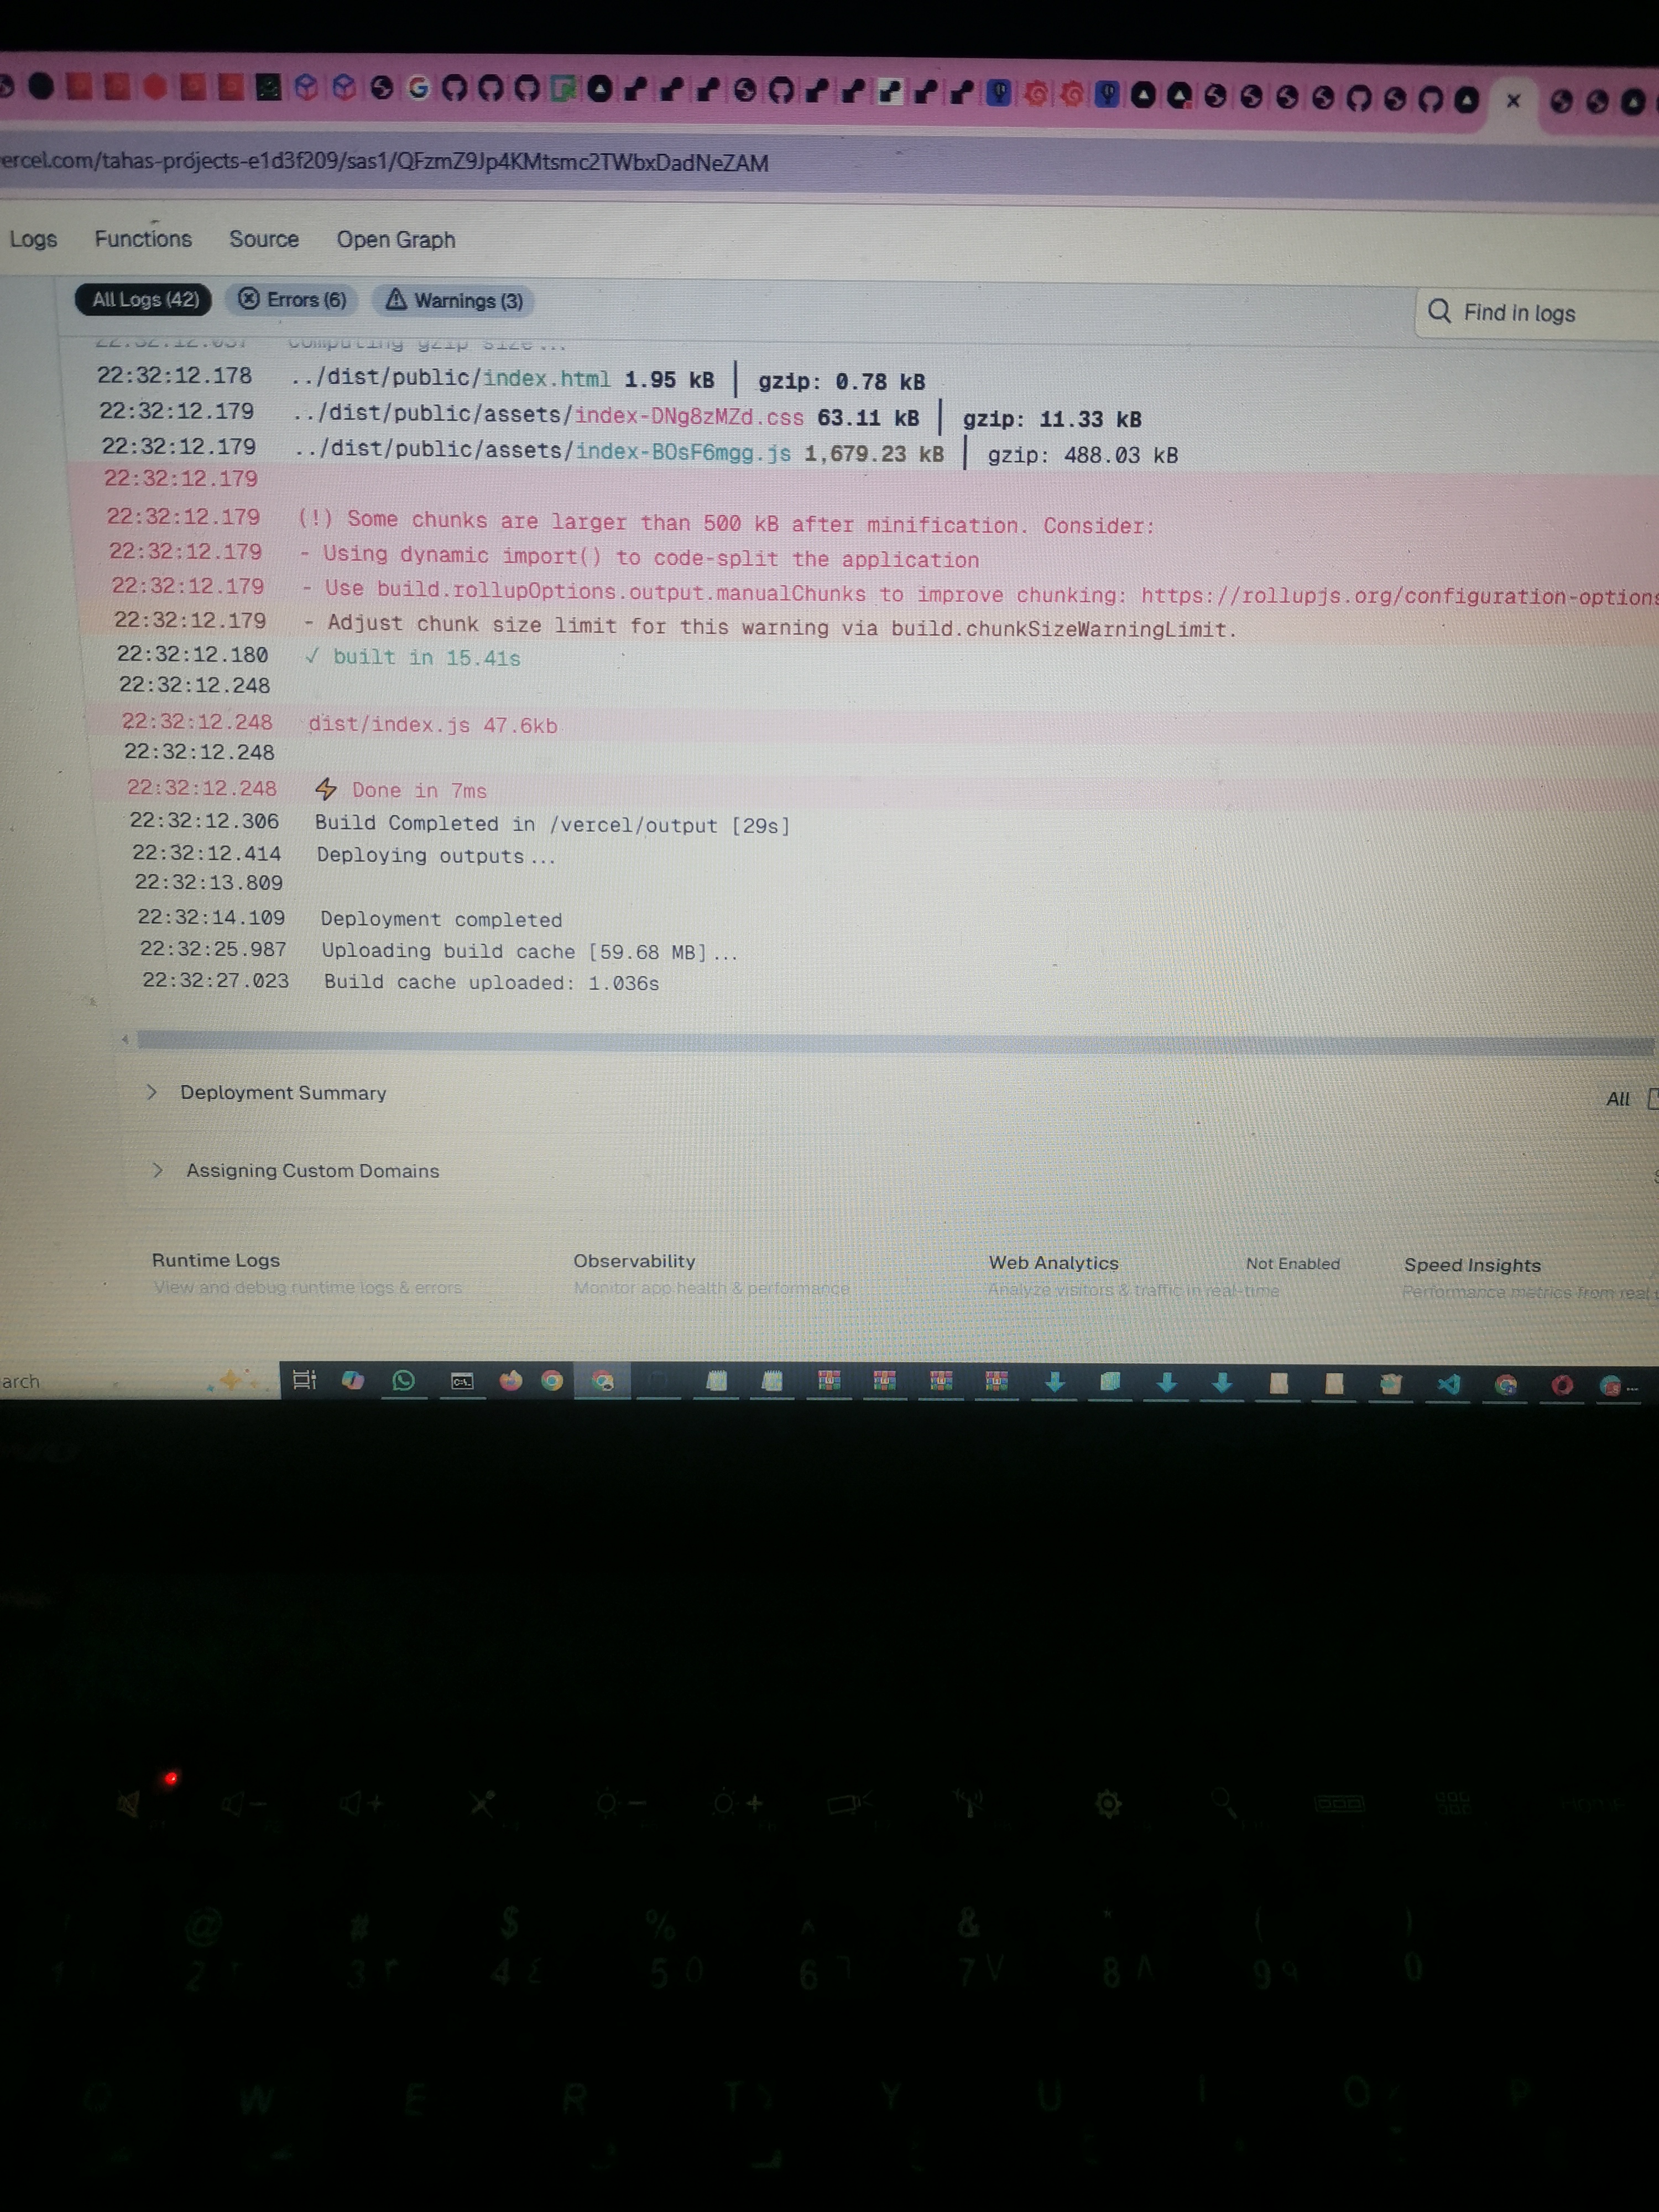 ercel.com/tahas-projects-e1d3f209/sas1/QFzmZ9Jp4KMtsmc2TWbxDadNeZAM
Logs Functions Source Open Graph
All Logs (42) Errors (6) Warnings (3) Find in logs
Computing gzip size...
22:32:12.178 ../dist/public/index.html 1.95 kB │ gzip: 0.78 kB
22:32:12.179 ../dist/public/assets/index-DNg8zMZd.css 63.11 kB │ gzip: 11.33 kB
22:32:12.179 ../dist/public/assets/index-BOsF6mgg.js 1,679.23 kB │ gzip: 488.03 kB
22:32:12.179
22:32:12.179 (!) Some chunks are larger than 500 kB after minification. Consider:
22:32:12.179 - Using dynamic import() to code-split the application
22:32:12.179 - Use build.rollupOptions.output.manualChunks to improve chunking: https://rollupjs.org/configuration-options
22:32:12.179 - Adjust chunk size limit for this warning via build.chunkSizeWarningLimit.
22:32:12.180 ✓ built in 15.41s
22:32:12.248
22:32:12.248 dist/index.js 47.6kb
22:32:12.248
22:32:12.248 ⚡ Done in 7ms
22:32:12.306 Build Completed in /vercel/output [29s]
22:32:12.414 Deploying outputs...
22:32:13.809
22:32:14.109 Deployment completed
22:32:25.987 Uploading build cache [59.68 MB]...
22:32:27.023 Build cache uploaded: 1.036s
Deployment Summary All
Assigning Custom Domains
Runtime Logs Observability Web Analytics Not Enabled Speed Insights
View and debug runtime logs & errors Monitor app health & performance Analyze visitors & traffic in real-time Performance metrics from real
arch
@ # $ % ^ & * ( )
2 3 4 5 6 7 8 9 0
W E R T Y U I O P